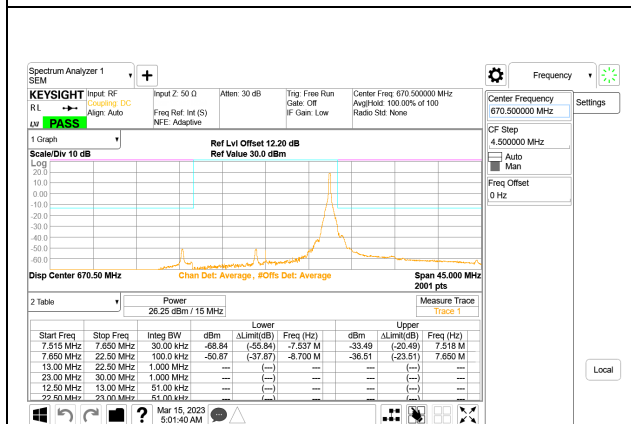 Spectrum Analyzer 1
SEM
Frequency
KEYSIGHT Input: RF Input Z: 50 Ω Atten: 30 dB Trig: Free Run Center Freq: 670.500000 MHz
RL Coupling: DC Gate: Off Avg|Hold: 100.00% of 100
Align: Auto Freq Ref: Int (S) IF Gain: Low Radio Std: None
NFE: Adaptive
LNI PASS
Center Frequency
670.500000 MHz
Settings
CF Step
4.500000 MHz
Auto
Man
Freq Offset
0 Hz
1 Graph
Ref Lvl Offset 12.20 dB
Scale/Div 10 dB Ref Value 30.0 dBm
Log
20.0
10.0
0.00
-10.0
-20.0
-30.0
-40.0
-50.0
-60.0
Disp Center 670.50 MHz Chan Det: Average, #Offs Det: Average Span 45.000 MHz
2001 pts
2 Table Power Measure Trace
26.25 dBm / 15 MHz Trace 1
Lower Upper
Start Freq Stop Freq Integ BW dBm ΔLimit(dB) Freq (Hz) dBm ΔLimit(dB) Freq (Hz)
7.515 MHz 7.650 MHz 30.00 kHz -68.84 (-55.84) -7.537 M -33.49 (-20.49) 7.518 M
7.650 MHz 22.50 MHz 100.0 kHz -50.87 (-37.87) -8.700 M -36.51 (-23.51) 7.650 M
13.00 MHz 22.50 MHz 1.000 MHz --- (---) --- --- (---) ---
23.00 MHz 30.00 MHz 1.000 MHz --- (---) --- --- (---) ---
12.50 MHz 13.00 MHz 51.00 kHz --- (---) --- --- (---) ---
22.50 MHz 23.00 MHz 51.00 kHz --- (---) --- --- (---) ---
Local
Mar 15, 2023
5:01:40 AM